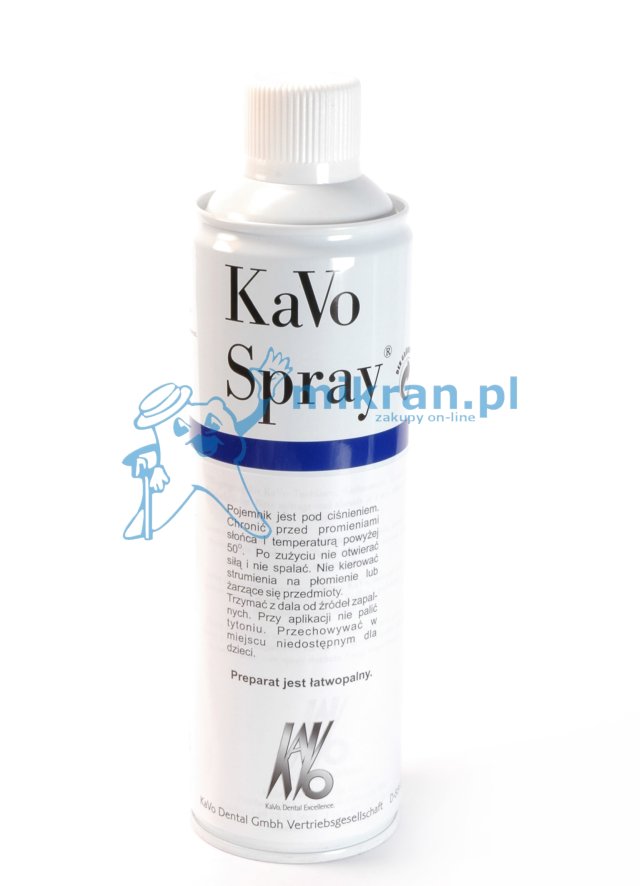 KaVo
Spray®
mikran.pl
zakupy on-line
Pojemnik jest pod ciśnieniem.
Chronić przed promieniami
słońca i temperaturą powyżej
50⁰. Po zużyciu nie otwierać
siłą i nie spalać. Nie kierować
strumienia na płomienie lub
żarzące się przedmioty.
Trzymać z dala od źródeł zapal-
nych. Przy aplikacji nie palić
tytoniu. Przechowywać w
miejscu niedostępnym dla
dzieci.
Preparat jest łatwopalny.
KAVO
KaVo. Dental Excellence.
KaVo Dental Gmbh Vertriebsgesellschaft